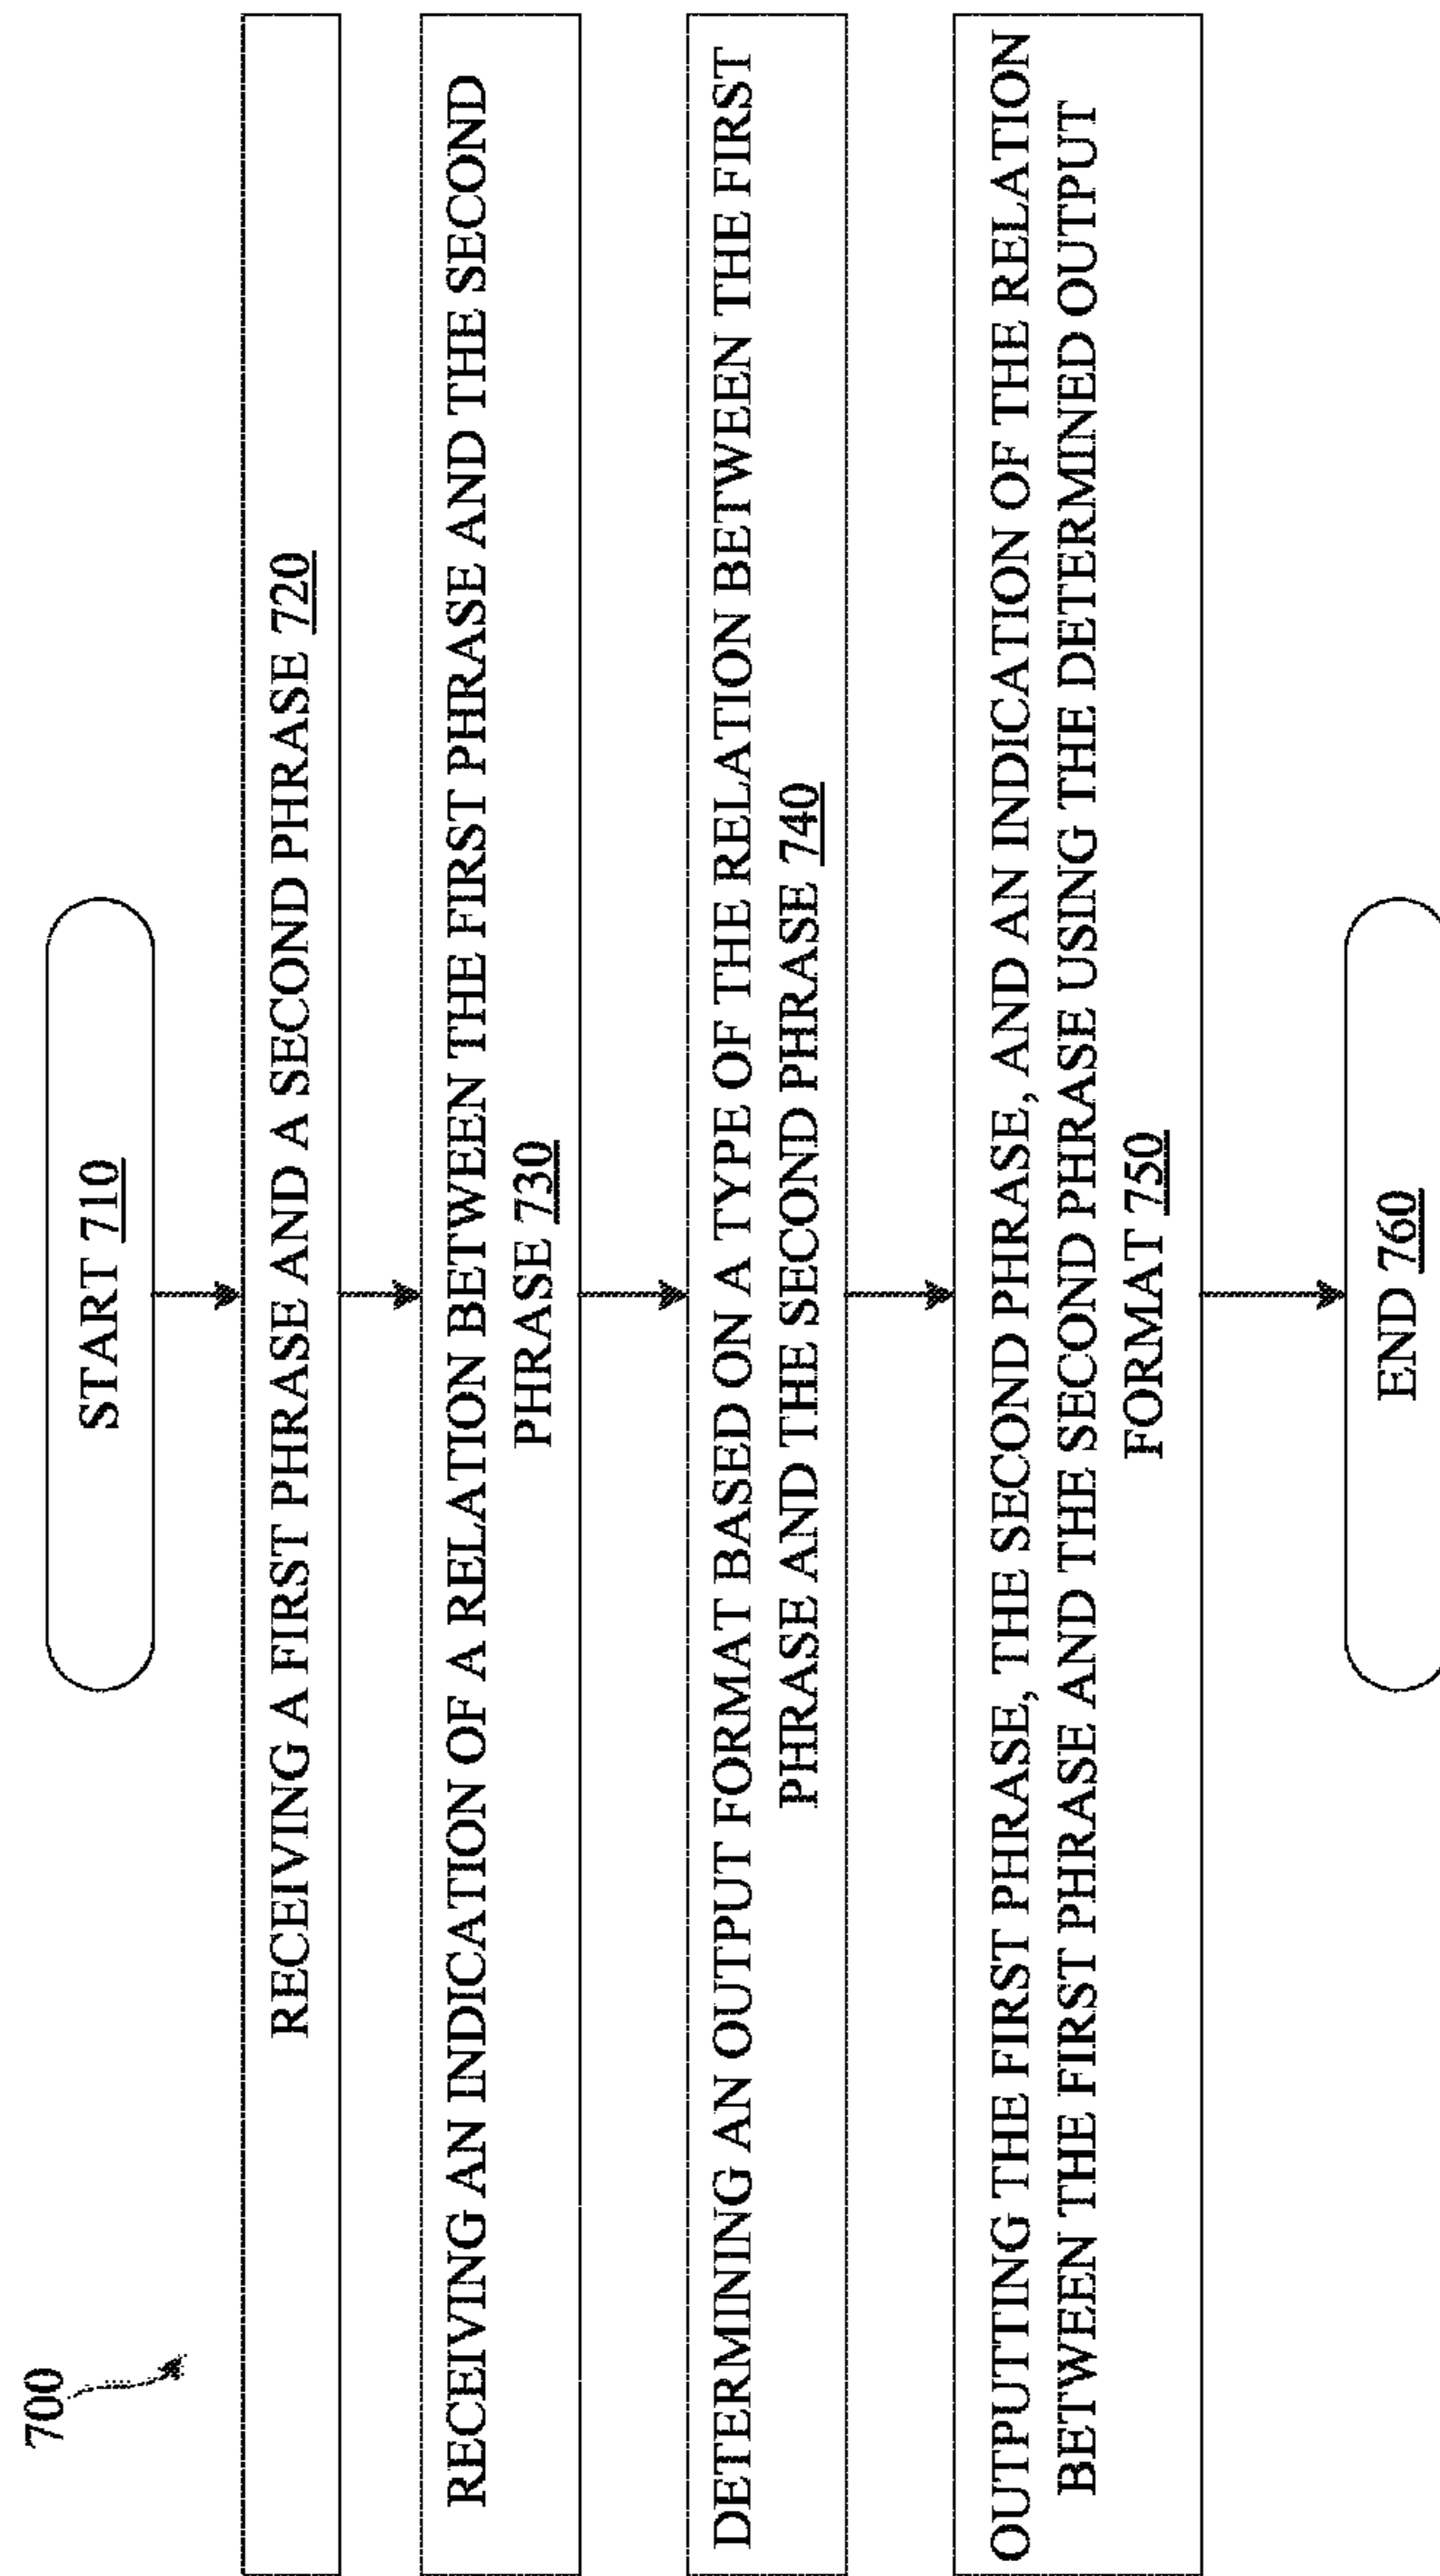 700
START 710
RECEIVING A FIRST PHRASE AND A SECOND PHRASE 720
RECEIVING AN INDICATION OF A RELATION BETWEEN THE FIRST PHRASE AND THE SECOND
PHRASE 730
DETERMINING AN OUTPUT FORMAT BASED ON A TYPE OF THE RELATION BETWEEN THE FIRST
PHRASE AND THE SECOND PHRASE 740
OUTPUTTING THE FIRST PHRASE, THE SECOND PHRASE, AND AN INDICATION OF THE RELATION
BETWEEN THE FIRST PHRASE AND THE SECOND PHRASE USING THE DETERMINED OUTPUT
FORMAT 750
END 760